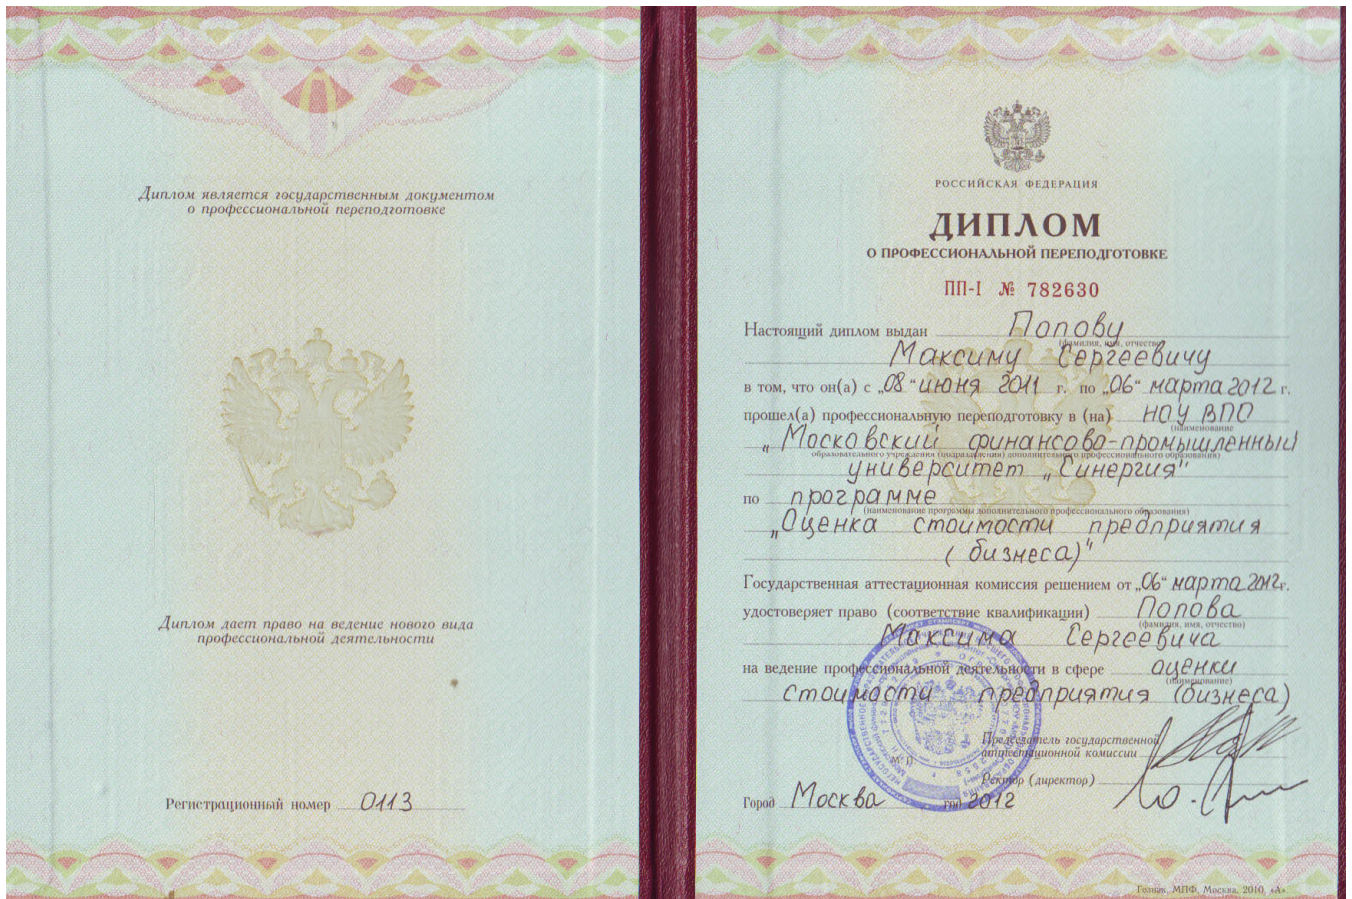 Диплом является государственным документом
о профессиональной переподготовке
Диплом дает право на ведение нового вида
профессиональной деятельности
Регистрационный номер 0113
РОССИЙСКАЯ ФЕДЕРАЦИЯ
ДИПЛОМ
О ПРОФЕССИОНАЛЬНОЙ ПЕРЕПОДГОТОВКЕ
ПП-I № 782630
Настоящий диплом выдан Попову
(фамилия, имя, отчество)
Максиму Сергеевичу
в том, что он(а) с „08“ июня 2011 г. по „06“ марта 2012 г.
прошел(а) профессиональную переподготовку в (на) НОУ ВПО
(наименование
„Московский финансово-промышленный
образовательного учреждения (подразделения) дополнительного профессионального образования)
университет „Синергия"
по программе
(наименование программы дополнительного профессионального образования)
„Оценка стоимости предприятия
(бизнеса)"
Государственная аттестационная комиссия решением от „06“ марта 2012 г.
удостоверяет право (соответствие квалификации) Попова
(фамилия, имя, отчество)
Максима Сергеевича
на ведение профессиональной деятельности в сфере оценки
(наименование)
стоимости предприятия (бизнеса)
Председатель государственной
аттестационной комиссии
М. П.
Ректор (директор)
Город Москва год 2012
Гознак, МПФ, Москва, 2010, «А».